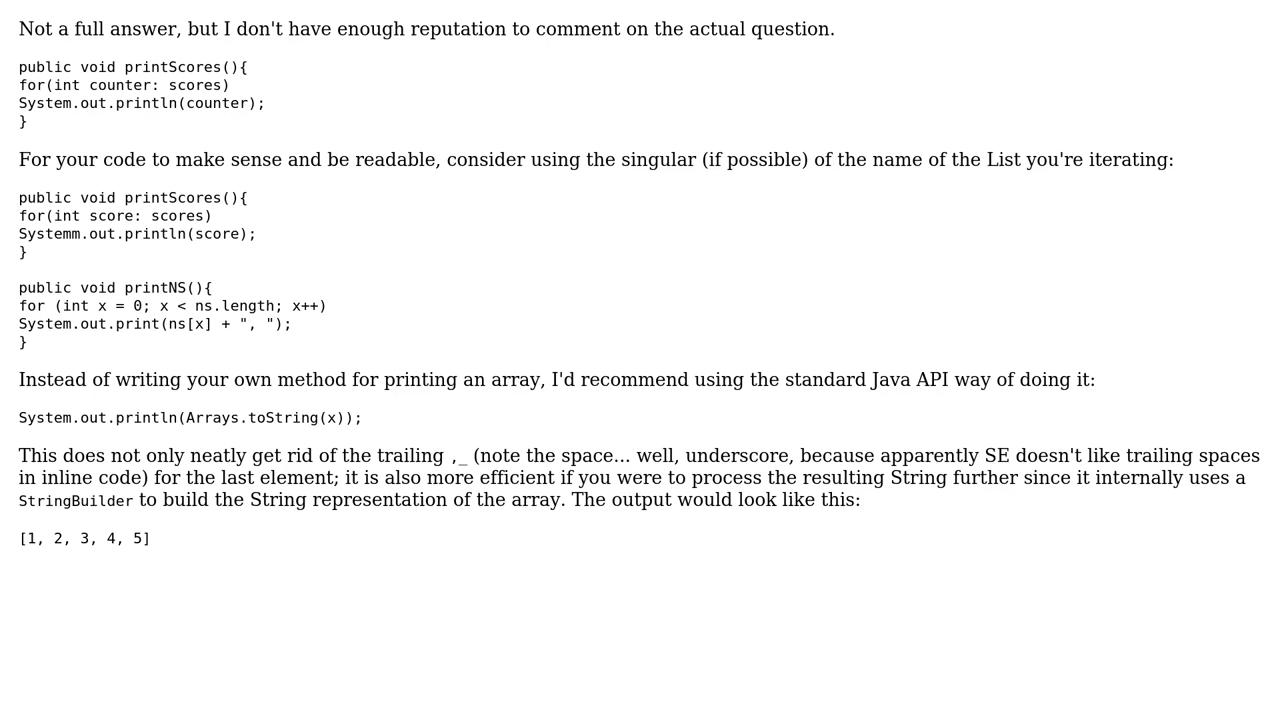 Not a full answer, but I don't have enough reputation to comment on the actual question.
public void printScores(){
for(int counter: scores)
System.out.println(counter);
}
For your code to make sense and be readable, consider using the singular (if possible) of the name of the List you're iterating:
public void printScores(){
for(int score: scores)
Systemm.out.println(score);
}
public void printNS(){
for (int x = 0; x < ns.length; x++)
System.out.print(ns[x] + ", ");
}
Instead of writing your own method for printing an array, I'd recommend using the standard Java API way of doing it:
System.out.println(Arrays.toString(x));
This does not only neatly get rid of the trailing ,_ (note the space... well, underscore, because apparently SE doesn't like trailing spaces
in inline code) for the last element; it is also more efficient if you were to process the resulting String further since it internally uses a
StringBuilder to build the String representation of the array. The output would look like this:
[1, 2, 3, 4, 5]